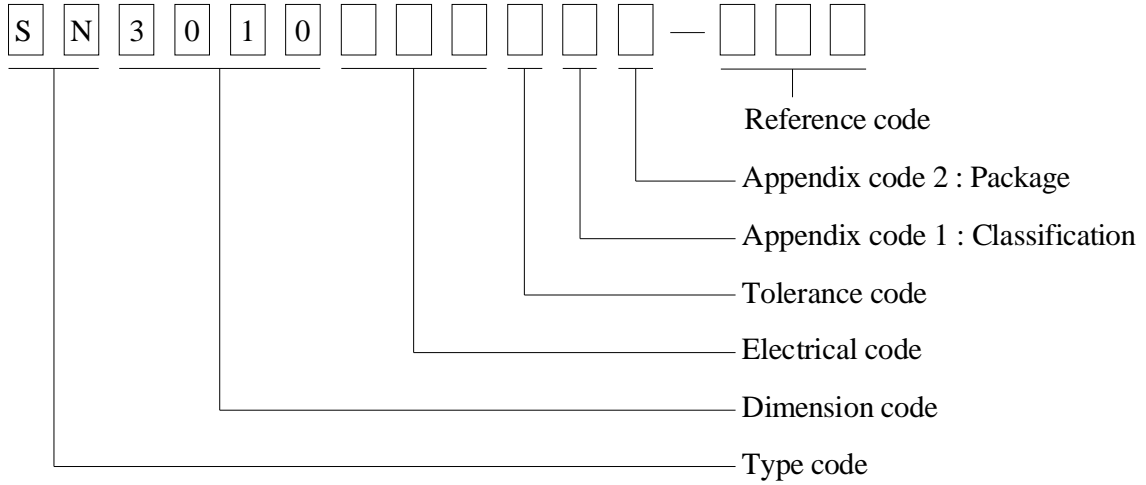 S N 3 0 1 0 —
Reference code
Appendix code 2 : Package
Appendix code 1 : Classification
Tolerance code
Electrical code
Dimension code
Type code